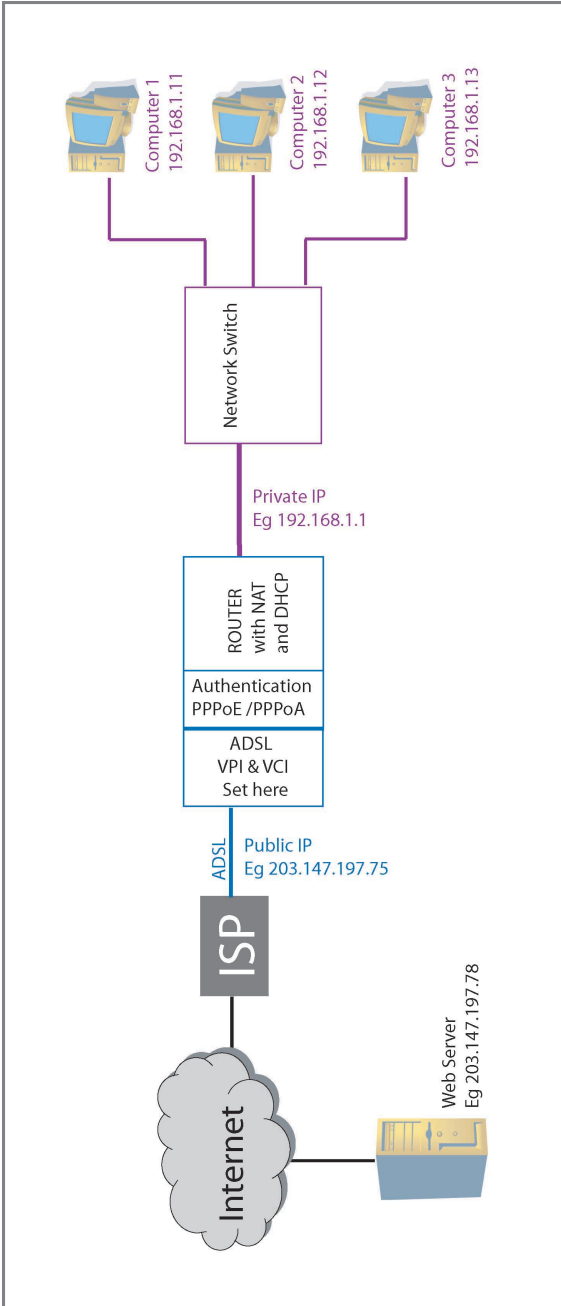 Computer 1
192.168.1.11
Computer 2
192.168.1.12
Computer 3
192.168.1.13
Network Switch
Private IP
Eg 192.168.1.1
ROUTER
with NAT
and DHCP
Authentication
PPPoE /PPPoA
ADSL
VPI & VCI
Set here
ADSL
Public IP
Eg 203.147.197.75
ISP
Internet
Web Server
Eg 203.147.197.78